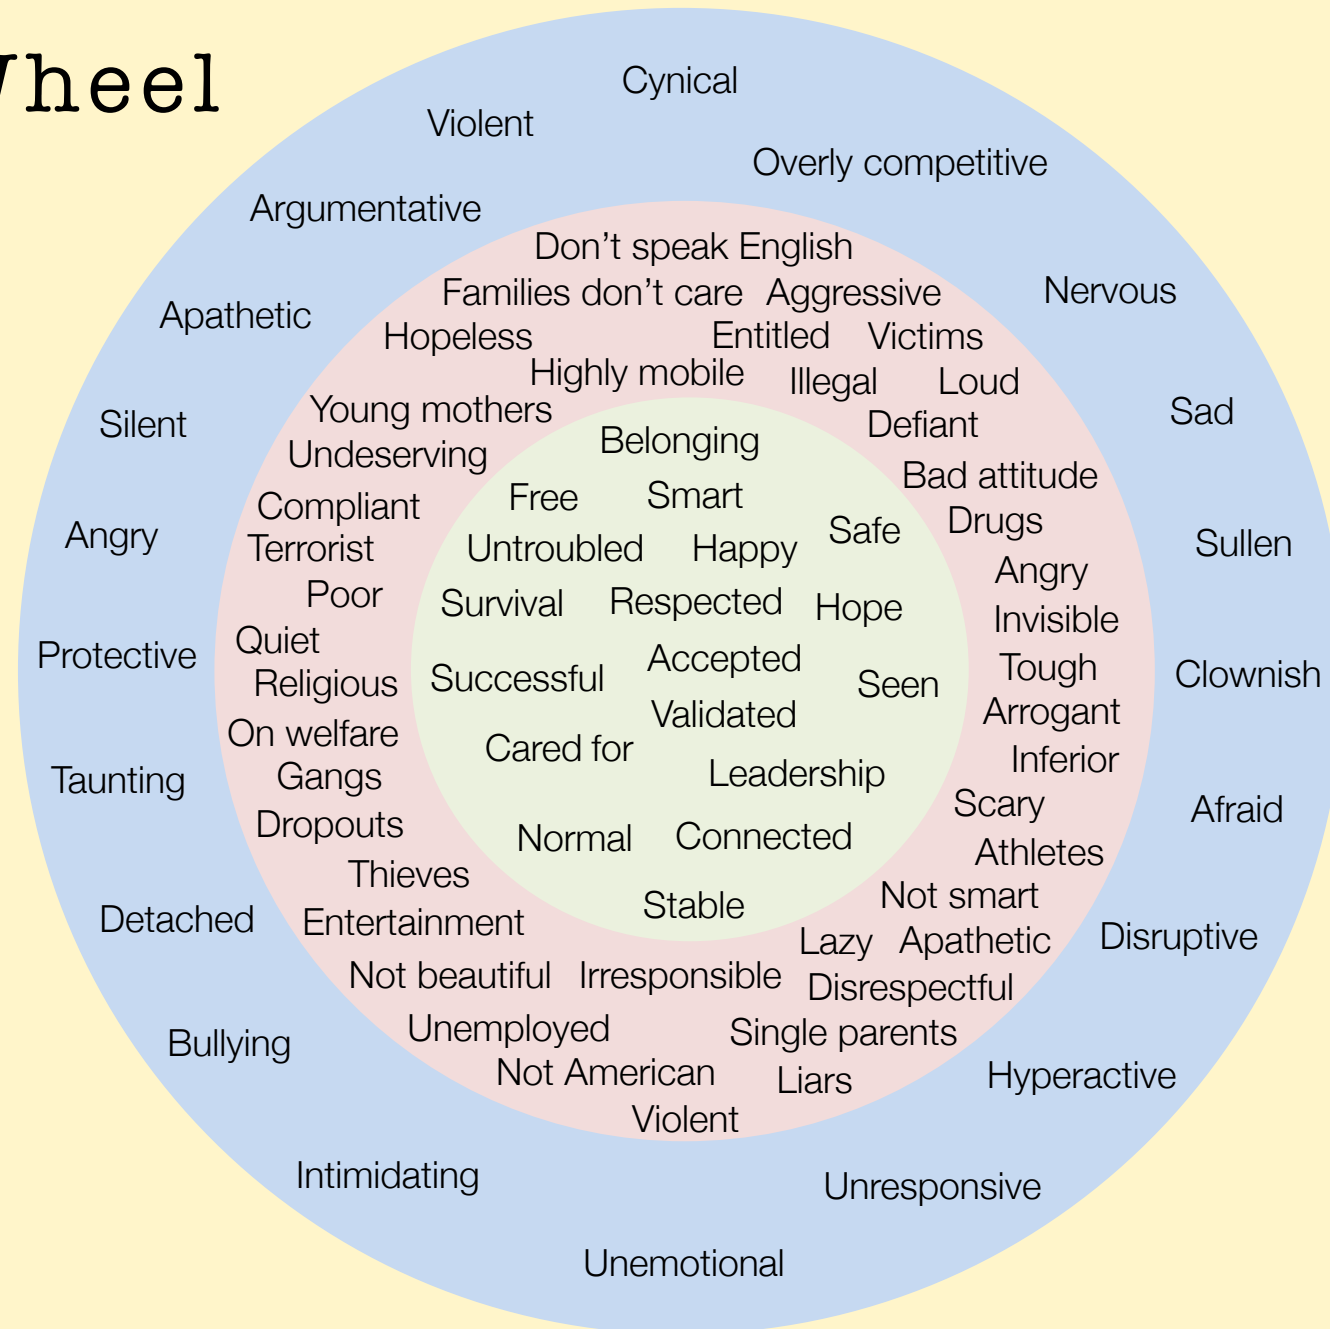 Wheel
Cynical
Violent
Overly competitive
Argumentative
Don’t speak English
Families don’t care
Aggressive
Nervous
Apathetic
Hopeless
Entitled
Victims
Highly mobile
Illegal
Loud
Young mothers
Silent
Defiant
Sad
Undeserving
Belonging
Bad attitude
Free
Smart
Compliant
Safe
Drugs
Angry
Terrorist
Untroubled
Happy
Sullen
Angry
Poor
Survival
Respected
Hope
Invisible
Quiet
Protective
Accepted
Tough
Clownish
Religious
Successful
Seen
Validated
Arrogant
On welfare
Cared for
Inferior
Taunting
Gangs
Leadership
Scary
Afraid
Dropouts
Normal
Connected
Athletes
Thieves
Not smart
Detached
Entertainment
Stable
Lazy
Apathetic
Disruptive
Not beautiful
Irresponsible
Disrespectful
Bullying
Unemployed
Single parents
Not American
Liars
Hyperactive
Violent
Intimidating
Unresponsive
Unemotional